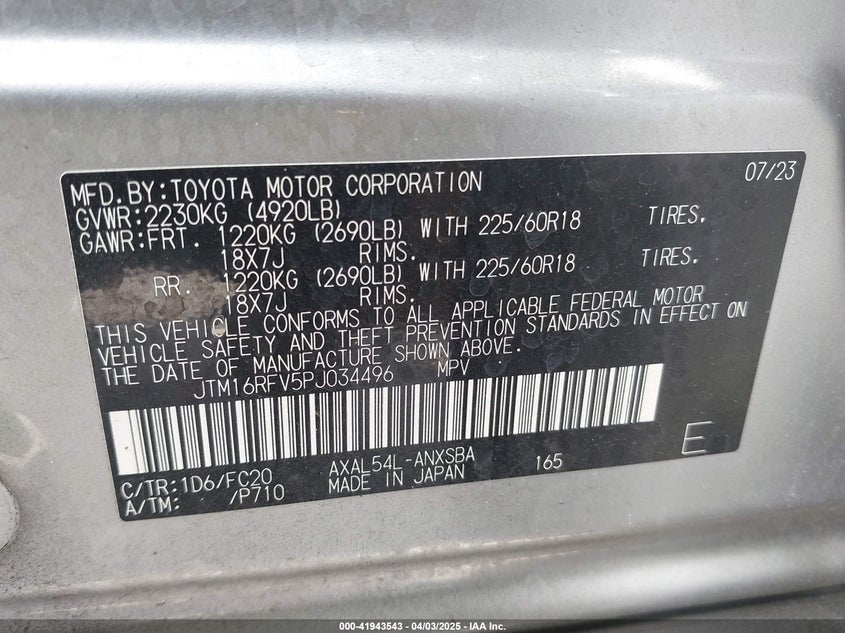 07/23
MFD.BY:TOYOTA MOTOR CORPORATION
GVWR:2230KG (4920LB)
GAWR:FRT. 1220KG (2690LB) WITH 225/60R18 TIRES.
18X7J RIMS.
RR. 1220KG (2690LB) WITH 225/60R18 TIRES.
18X7J RIMS.
THIS VEHICLE CONFORMS TO ALL APPLICABLE FEDERAL MOTOR
VEHICLE SAFETY AND THEFT PREVENTION STANDARDS IN EFFECT ON
THE DATE OF MANUFACTURE SHOWN ABOVE.
JTM16RFV5PJ034496 MPV
C/TR:1D6/FC20 AXAL54L-ANXSBA 165 E
A/TM: /P710 MADE IN JAPAN
000-41943543 - 04/03/2025 - IAA Inc.